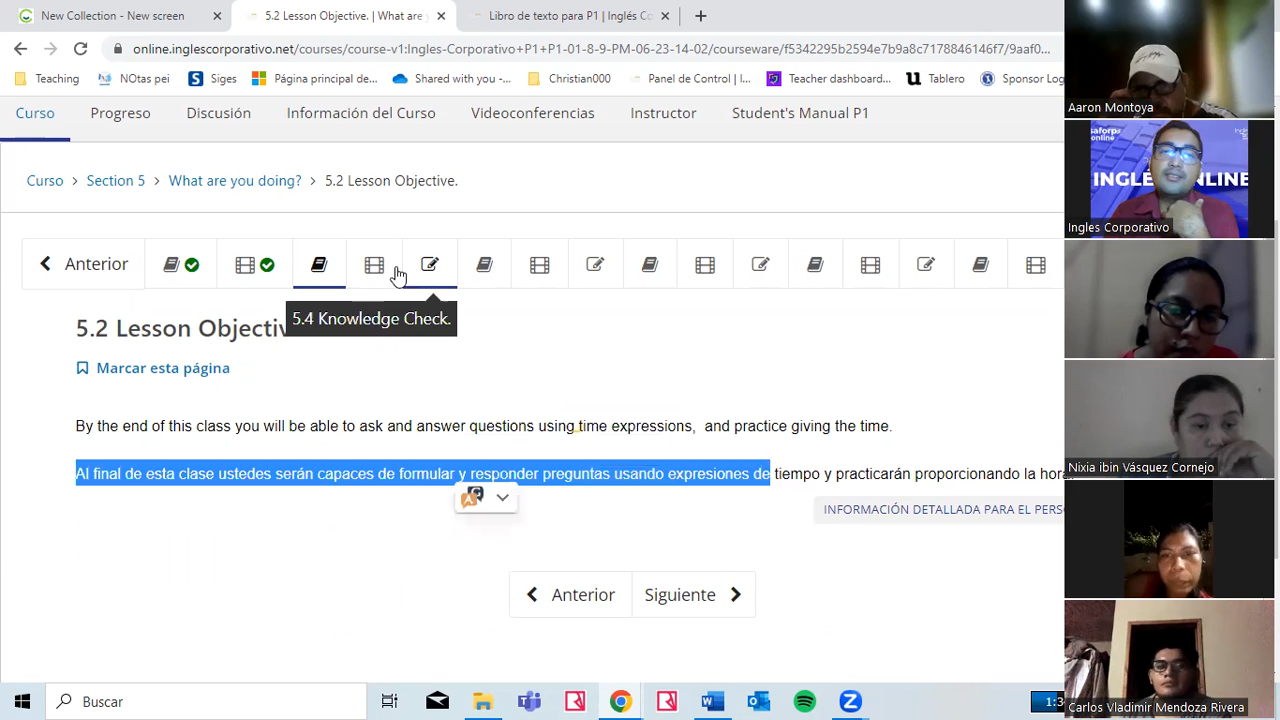 New Collection - New screen
5.2 Lesson Objective. | What are
Libro de texto para P1 | Inglés C
online.inglescorporativo.net/courses/course-v1:Ingles-Corporativo+P1+P1-01-8-9-PM-06-23-14-02/courseware/f5342295b2594e7b9a8c7178846146f7/9aaf0...
Teaching
NOtas pei
Siges
Página principal de...
Shared with you -...
Christian000
Panel de Control | I...
Teacher dashboard...
Tablero
Sponsor Log
Curso
Progreso
Discusión
Información del Curso
Videoconferencias
Instructor
Student's Manual P1
Curso > Section 5 > What are you doing? > 5.2 Lesson Objective.
Anterior
5.4 Knowledge Check.
5.2 Lesson Objectiv
Marcar esta página
By the end of this class you will be able to ask and answer questions using time expressions, and practice giving the time.
Al final de esta clase ustedes serán capaces de formular y responder preguntas usando expresiones de tiempo y practicarán proporcionando la hor
INFORMACIÓN DETALLADA PARA EL PERS
Anterior
Siguiente
Buscar
Aaron Montoya
INGLÉS ONLINE
Ingles Corporativo
Nixia ibin Vásquez Cornejo
Carlos Vladimir Mendoza Rivera